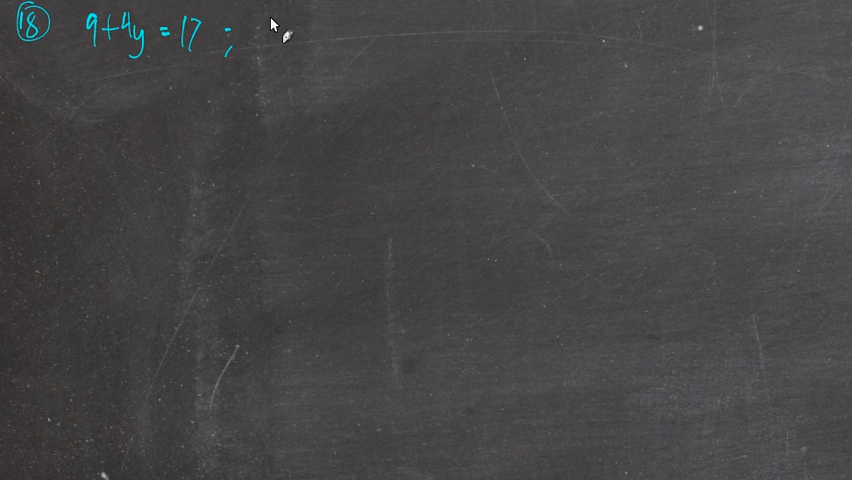 ⑱ 9+4y = 17 ;